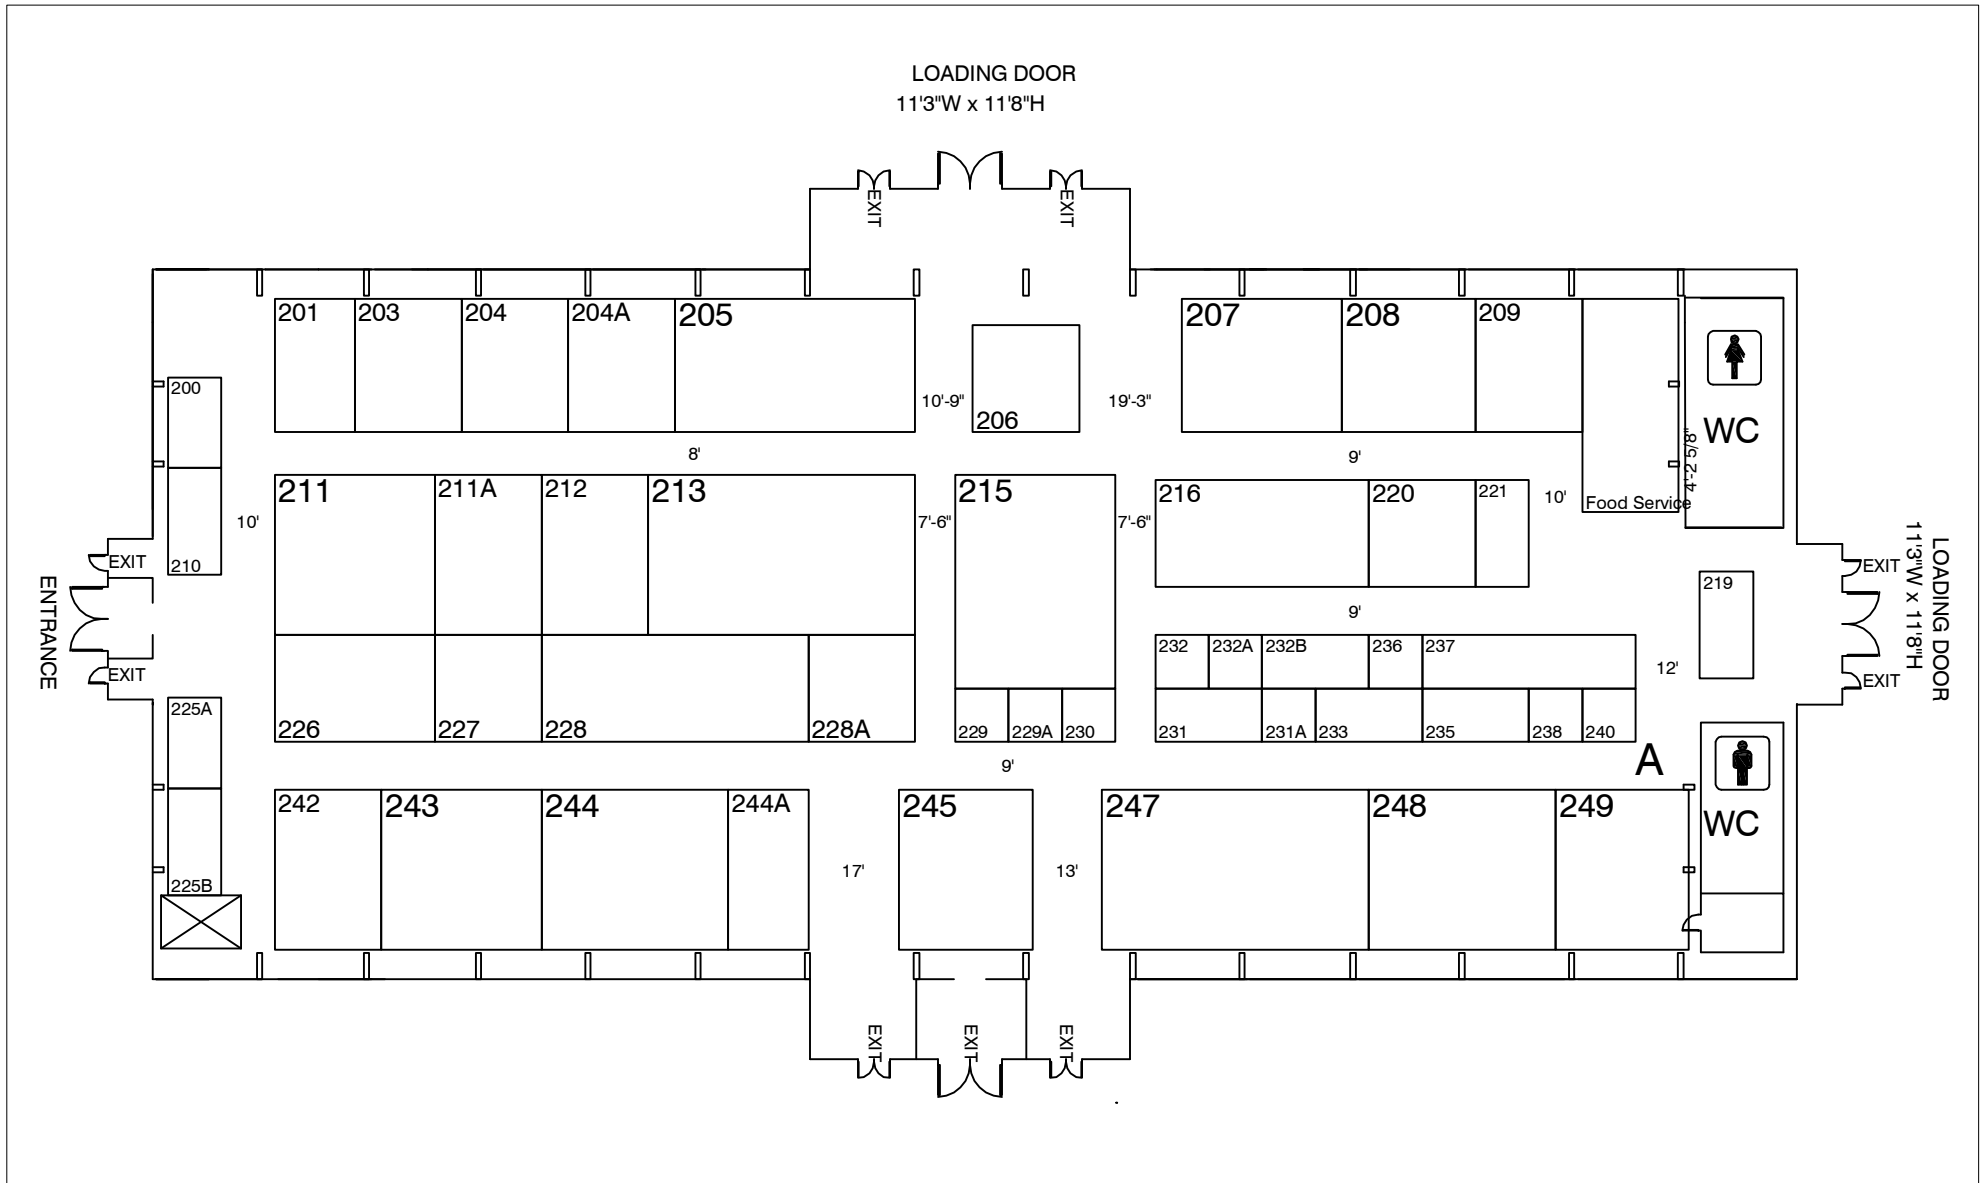 LOADING DOOR
11'3"W x 11'8"H
EXIT
EXIT
201
203
204
204A
205
207
208
209
200
10'-9"
206
19'-3"
WC
8'
9'
4'-2 5/8"
211
211A
212
213
215
216
220
221
10'
Food Service
10'
7'-6"
7'-6"
210
EXIT
ENTRANCE
EXIT
219
EXIT
LOADING DOOR
11'3"W x 11'8"H
EXIT
9'
232
232A
232B
236
237
12'
225A
226
227
228
228A
229
229A
230
231
231A
233
235
238
240
9'
A
242
243
244
244A
245
247
248
249
WC
17'
13'
225B
EXIT
EXIT
EXIT